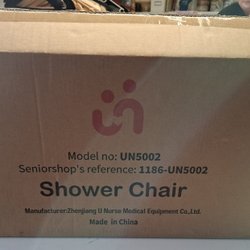 Model no: UN5002
Seniorshop's reference: 1186-UN5002
Shower Chair
Manufacturer:Zhenjiang U Nurse Medical Equipment Co.,Ltd.
Made in China